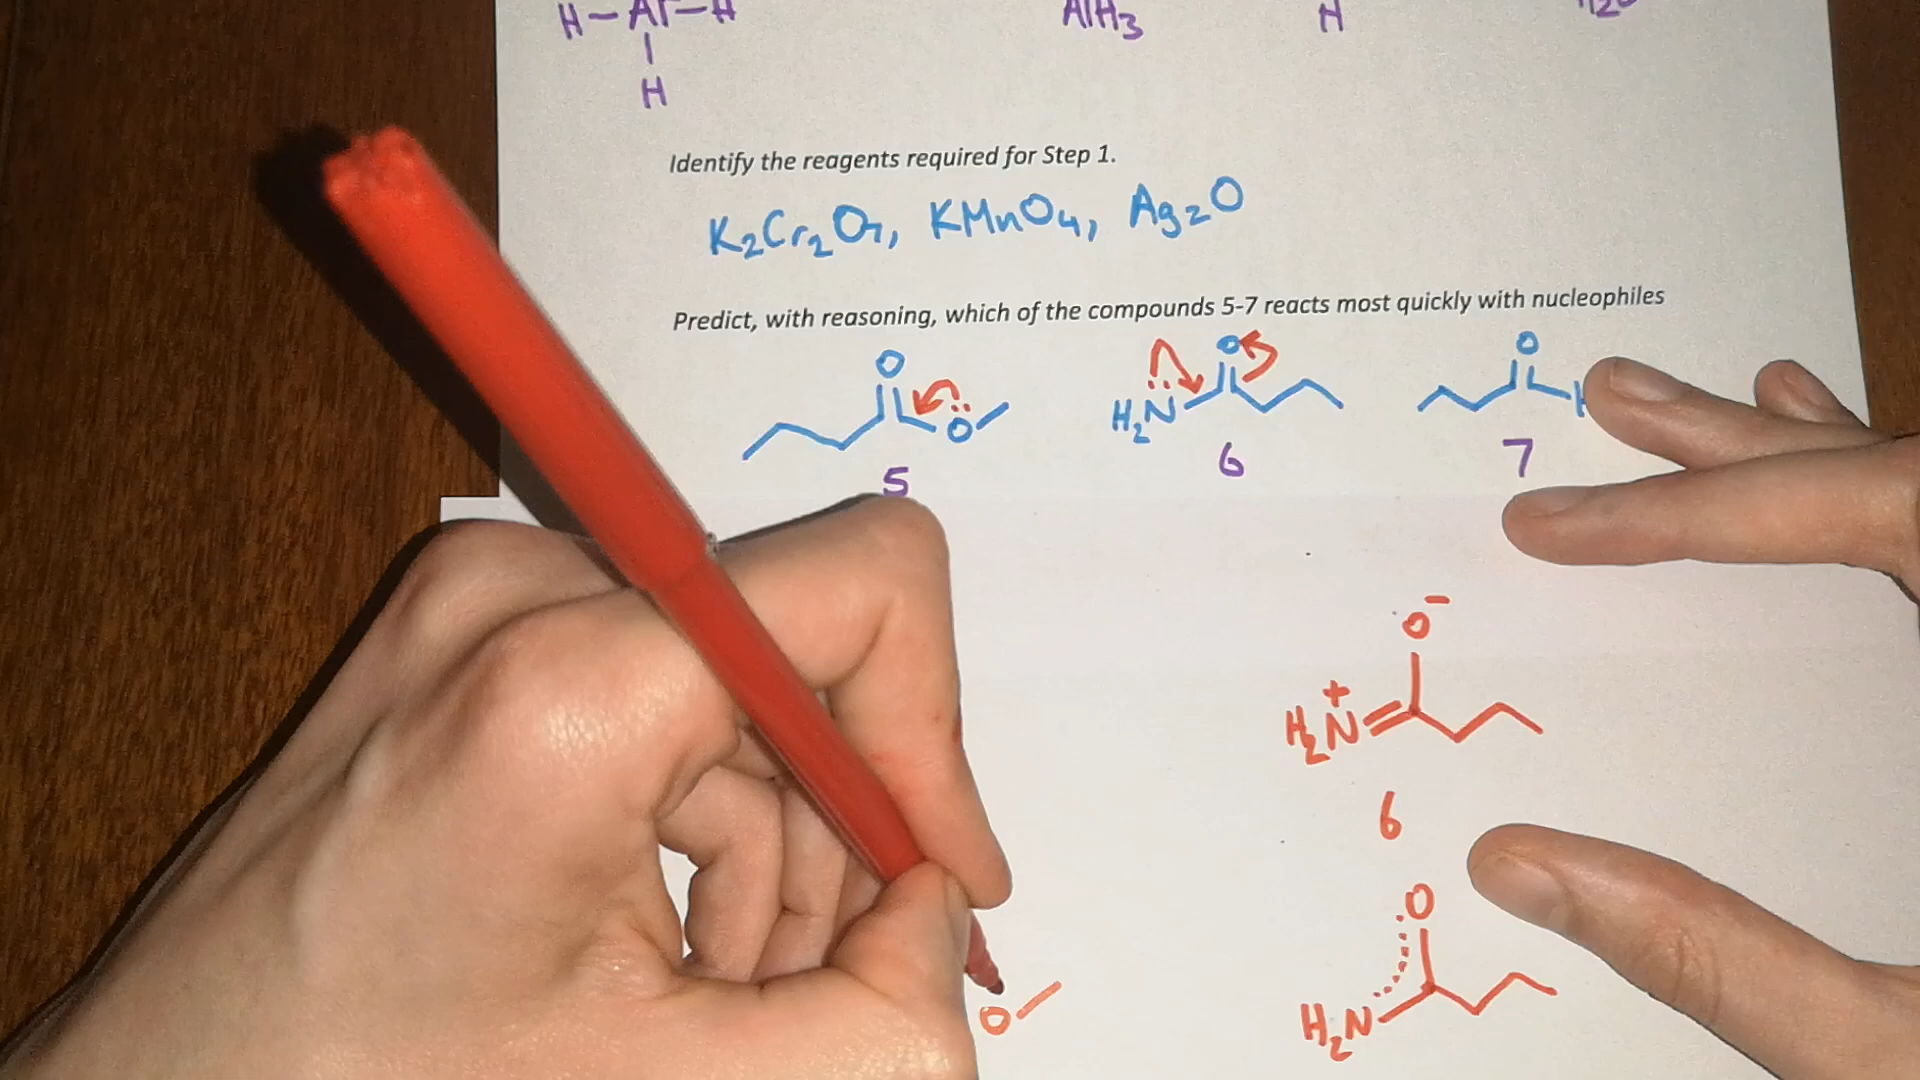 H-Al-H
H
AlH3
H
Identify the reagents required for Step 1.
K2Cr2O7, KMnO4, Ag2O
Predict, with reasoning, which of the compounds 5-7 reacts most quickly with nucleophiles
O
O
5
O
H2N
6
O
7
O-
H2N+
6
O
H2N
O